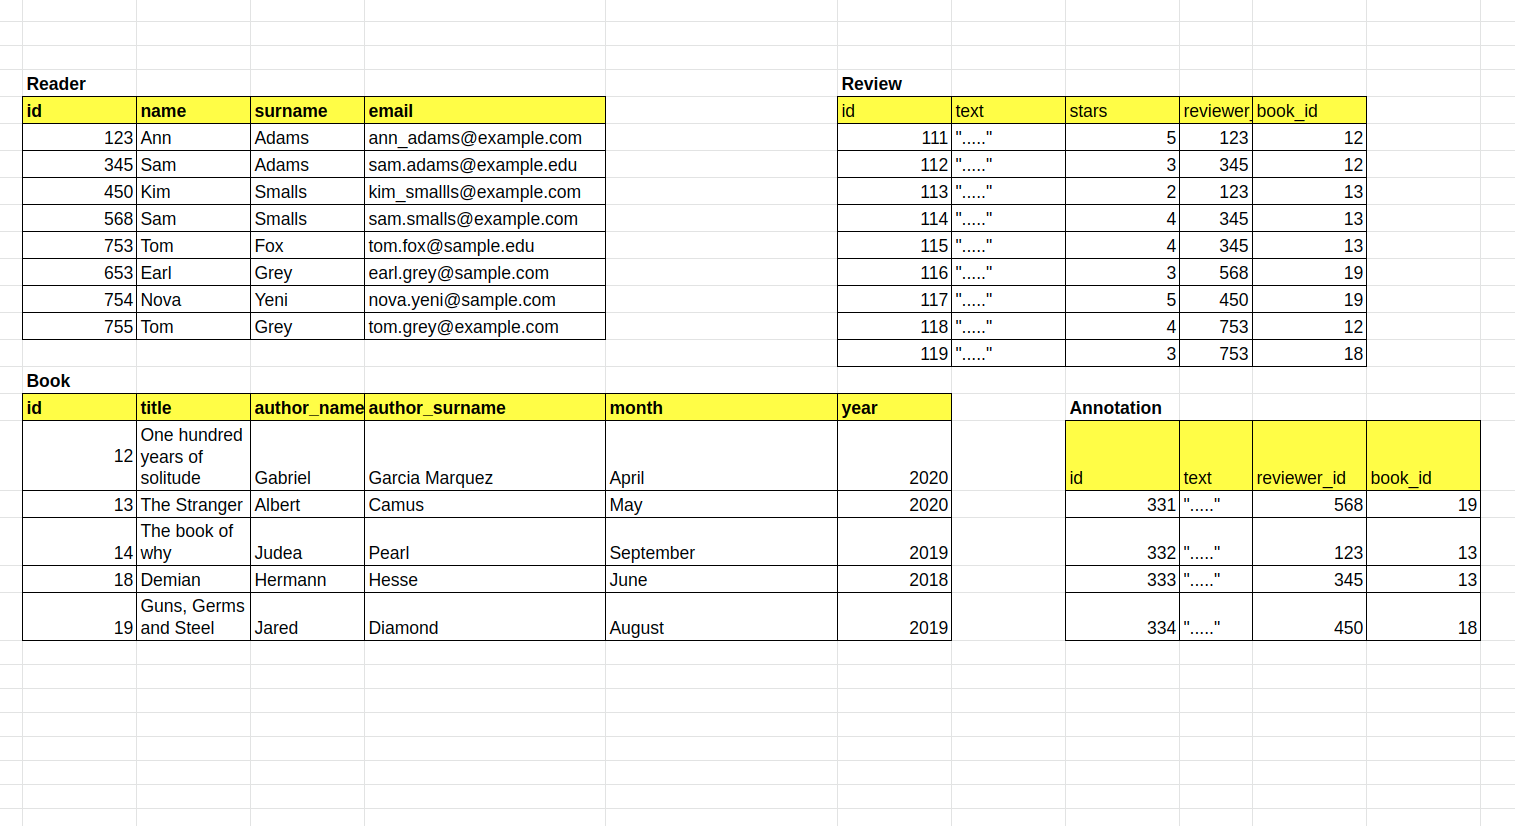 Reader
id name surname email
123 Ann Adams ann_adams@example.com
345 Sam Adams sam.adams@example.edu
450 Kim Smalls kim_smallls@example.com
568 Sam Smalls sam.smalls@example.com
753 Tom Fox tom.fox@sample.edu
653 Earl Grey earl.grey@sample.com
754 Nova Yeni nova.yeni@sample.com
755 Tom Grey tom.grey@example.com
Review
id text stars reviewer_ book_id
111 "....." 5 123 12
112 "....." 3 345 12
113 "....." 2 123 13
114 "....." 4 345 13
115 "....." 4 345 13
116 "....." 3 568 19
117 "....." 5 450 19
118 "....." 4 753 12
119 "....." 3 753 18
Book
id title author_name author_surname month year
12 One hundred
years of
solitude Gabriel Garcia Marquez April 2020
13 The Stranger Albert Camus May 2020
The book of
14 why Judea Pearl September 2019
18 Demian Hermann Hesse June 2018
Guns, Germs
19 and Steel Jared Diamond August 2019
Annotation
id text reviewer_id book_id
331 "....." 568 19
332 "....." 123 13
333 "....." 345 13
334 "....." 450 18